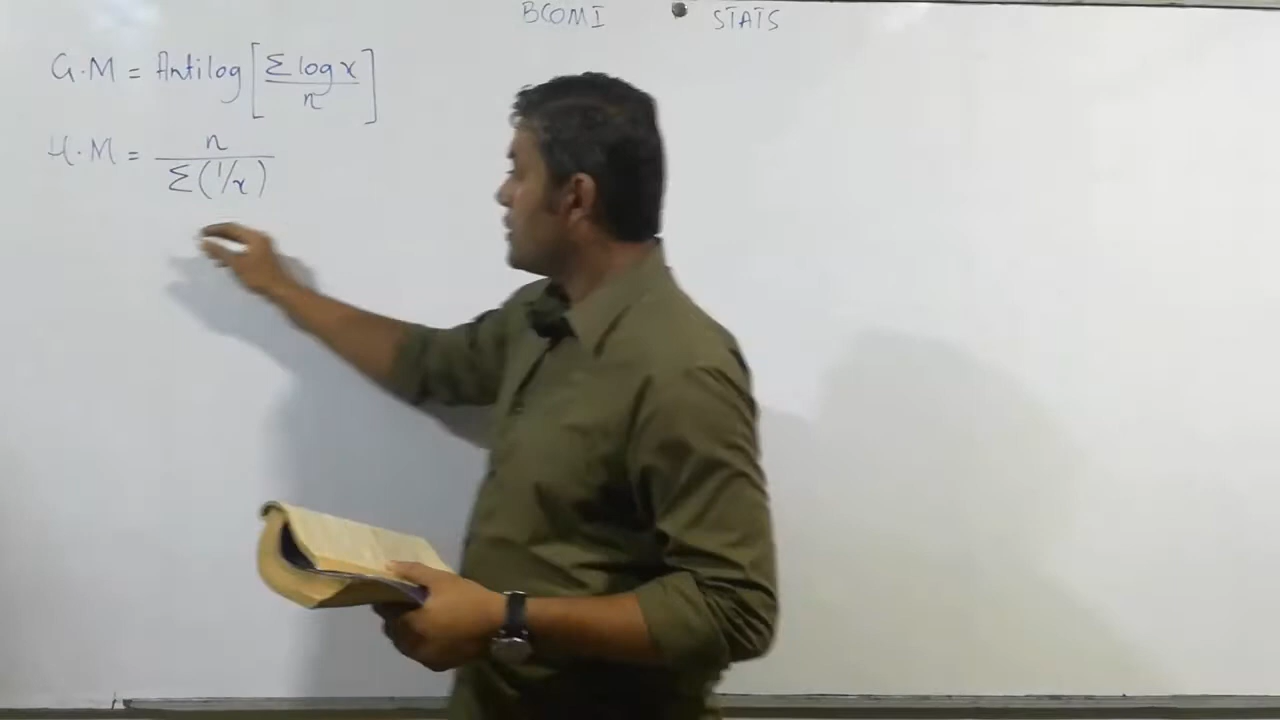 BCOM I STATS
G.M = Antilog [Σ log x / n]
H.M = n / Σ(1/x)